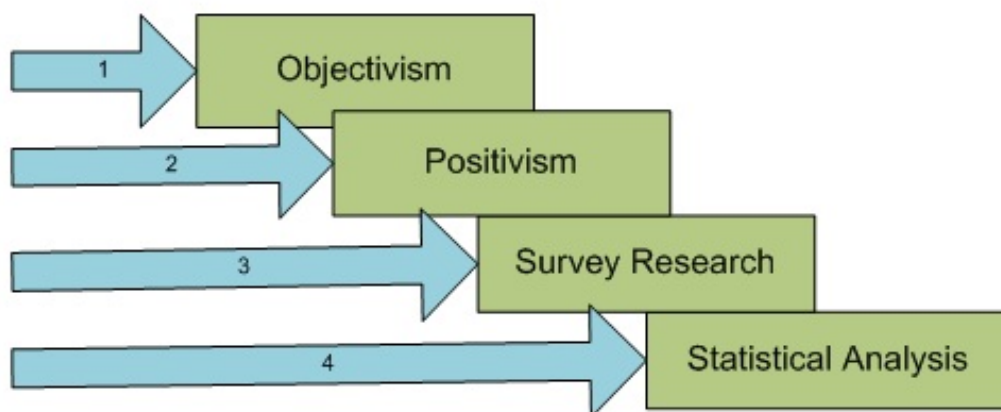 1
Objectivism
2
Positivism
3
Survey Research
4
Statistical Analysis